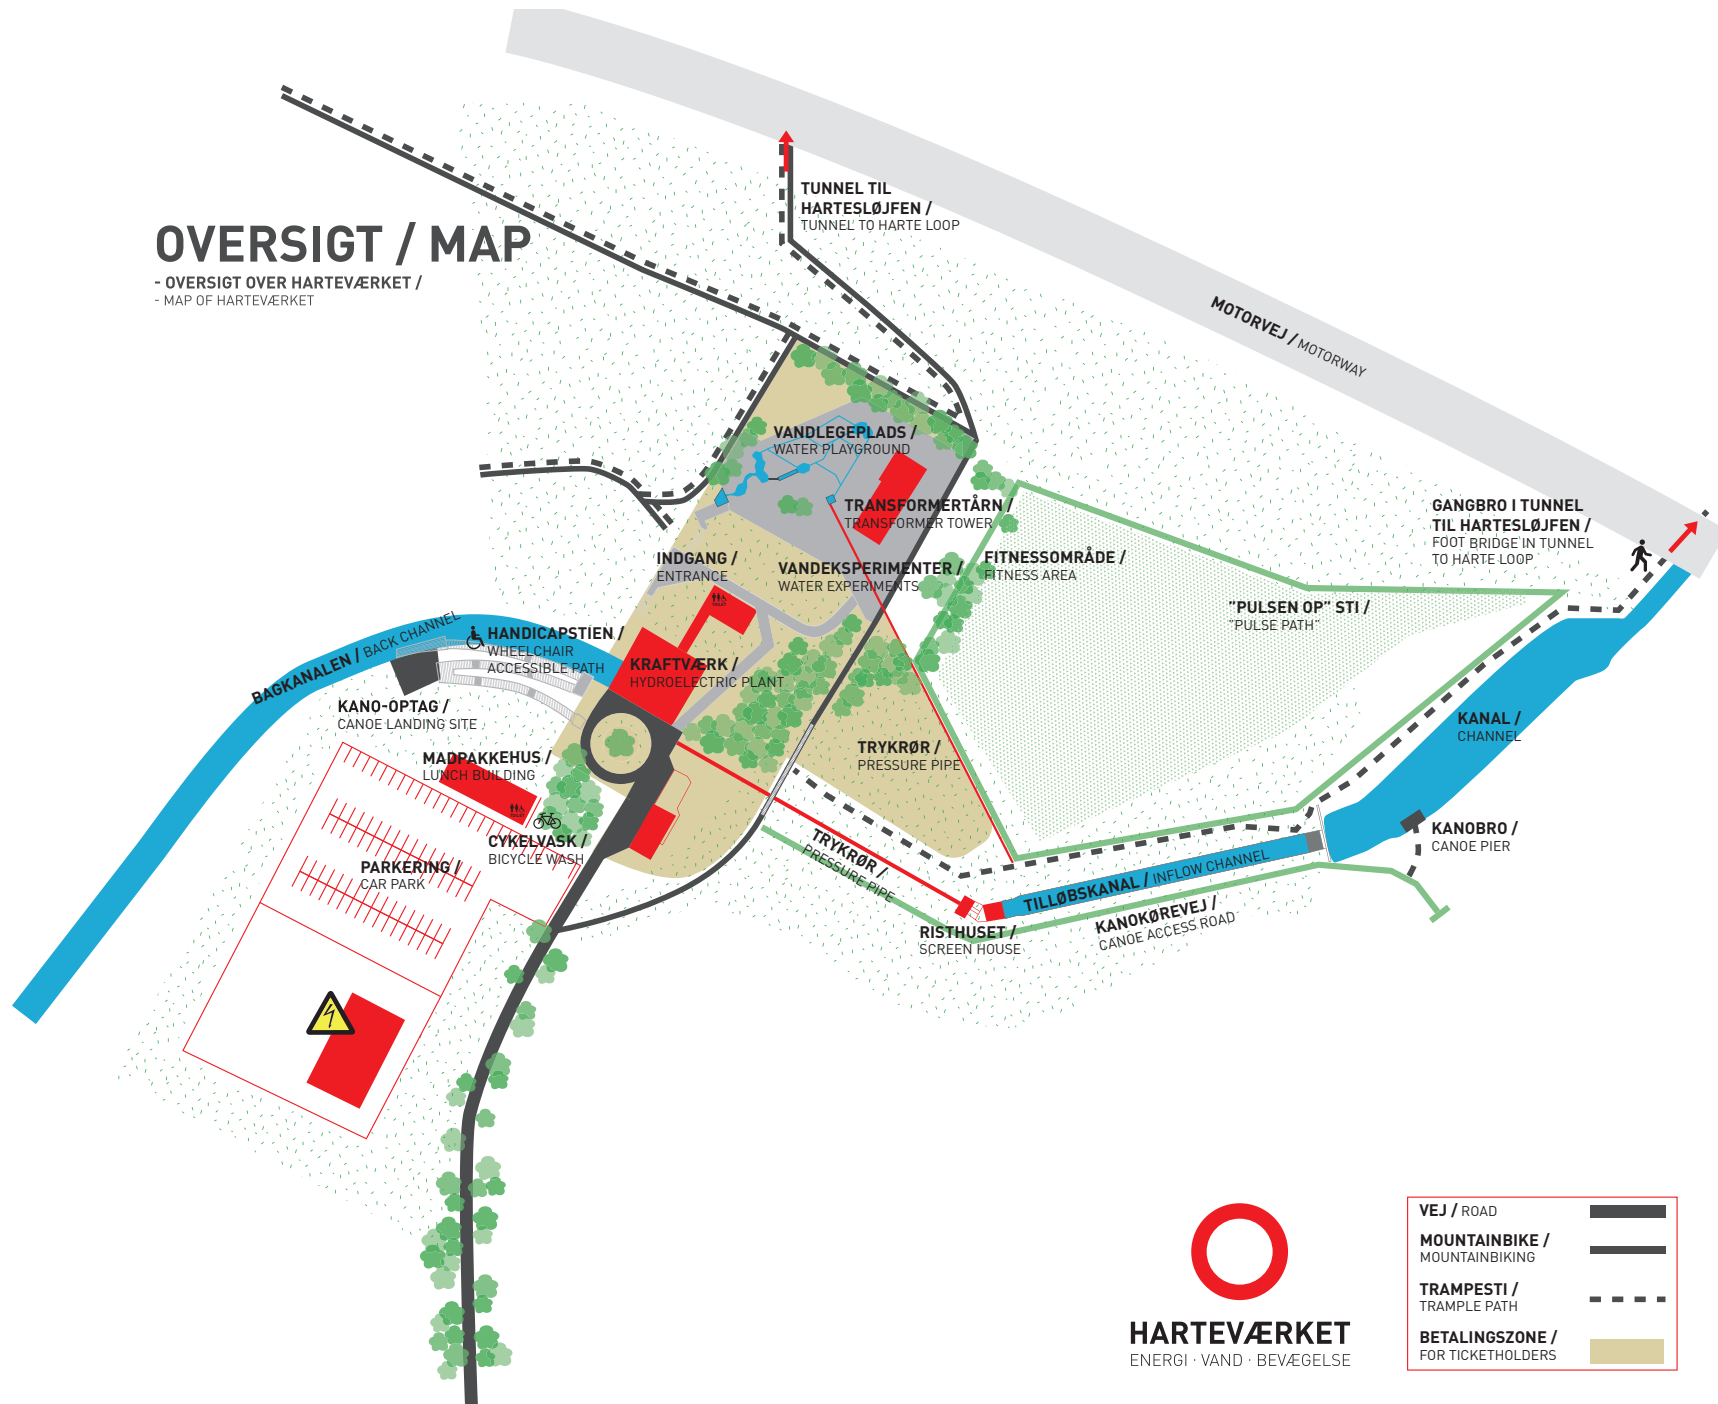 OVERSIGT / MAP
- OVERSIGT OVER HARTEVÆRKET /
- MAP OF HARTEVÆRKET
TUNNEL TIL
HARTESLØJFEN /
TUNNEL TO HARTE LOOP
MOTORVEJ / MOTORWAY
VANDLEGEPLADS /
WATER PLAYGROUND
TRANSFORMERTÅRN /
TRANSFORMER TOWER
GANGBRO I TUNNEL
TIL HARTESLØJFEN /
FOOT BRIDGE IN TUNNEL
TO HARTE LOOP
INDGANG /
ENTRANCE
VANDEKSPERIMENTER /
WATER EXPERIMENTS
FITNESSOMRÅDE /
FITNESS AREA
"PULSEN OP" STI /
"PULSE PATH"
TOILET
BAGKANALEN / BACK CHANNEL
HANDICAPSTIEN /
WHEELCHAIR
ACCESSIBLE PATH
KRAFTVÆRK /
HYDROELECTRIC PLANT
KANO-OPTAG /
CANOE LANDING SITE
KANAL /
CHANNEL
MADPAKKEHUS /
LUNCH BUILDING
TOILET
TRYKRØR /
PRESSURE PIPE
CYKELVASK /
BICYCLE WASH
TRYKRØR /
PRESSURE PIPE
KANOBRO /
CANOE PIER
PARKERING /
CAR PARK
TILLØBSKANAL / INFLOW CHANNEL
KANOKØREVEJ /
CANOE ACCESS ROAD
RISTHUSET /
SCREEN HOUSE
HARTEVÆRKET
ENERGI · VAND · BEVÆGELSE
VEJ / ROAD
MOUNTAINBIKE /
MOUNTAINBIKING
TRAMPESTI /
TRAMPLE PATH
BETALINGSZONE /
FOR TICKETHOLDERS